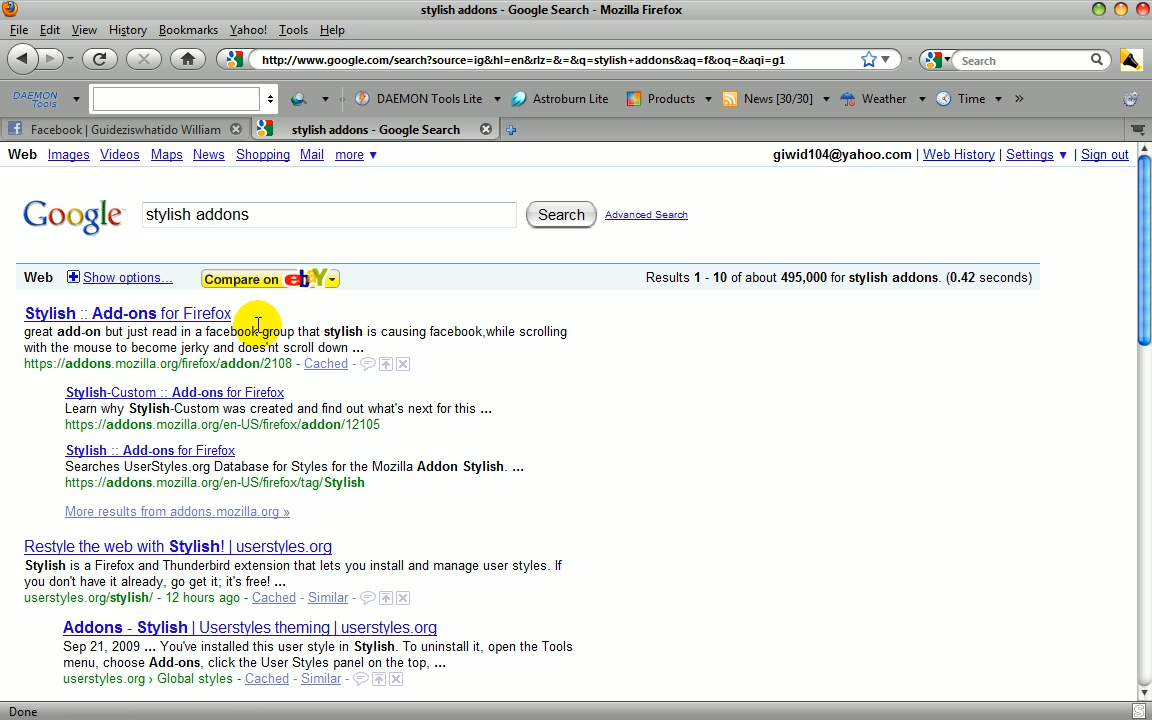 stylish addons - Google Search - Mozilla Firefox
File Edit View History Bookmarks Yahoo! Tools Help
http://www.google.com/search?source=ig&hl=en&rlz=&=&q=stylish+addons&aq=f&oq=&aqi=g1 Search
DAEMON Tools DAEMON Tools Lite Astroburn Lite Products News [30/30] Weather Time »
Facebook | Guideziswhatido William stylish addons - Google Search
Web Images Videos Maps News Shopping Mail more ▼ giwid104@yahoo.com | Web History | Settings ▼ | Sign out
Google stylish addons Search Advanced Search
Web Show options... Compare on ebY Results 1 - 10 of about 495,000 for stylish addons. (0.42 seconds)
Stylish :: Add-ons for Firefox
great add-on but just read in a facebook group that stylish is causing facebook,while scrolling
with the mouse to become jerky and does'nt scroll down ...
https://addons.mozilla.org/firefox/addon/2108 - Cached -
Stylish-Custom :: Add-ons for Firefox
Learn why Stylish-Custom was created and find out what's next for this ...
https://addons.mozilla.org/en-US/firefox/addon/12105
Stylish :: Add-ons for Firefox
Searches UserStyles.org Database for Styles for the Mozilla Addon Stylish. ...
https://addons.mozilla.org/en-US/firefox/tag/Stylish
More results from addons.mozilla.org »
Restyle the web with Stylish! | userstyles.org
Stylish is a Firefox and Thunderbird extension that lets you install and manage user styles. If
you don't have it already, go get it; it's free! ...
userstyles.org/stylish/ - 12 hours ago - Cached - Similar -
Addons - Stylish | Userstyles theming | userstyles.org
Sep 21, 2009 ... You've installed this user style in Stylish. To uninstall it, open the Tools
menu, choose Add-ons, click the User Styles panel on the top, ...
userstyles.org › Global styles - Cached - Similar -
Done